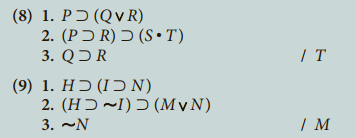 (8) 1. P ⊃ (Q ∨ R)
2. (P ⊃ R) ⊃ (S • T)
3. Q ⊃ R / T
(9) 1. H ⊃ (I ⊃ N)
2. (H ⊃ ~I) ⊃ (M ∨ N)
3. ~N / M